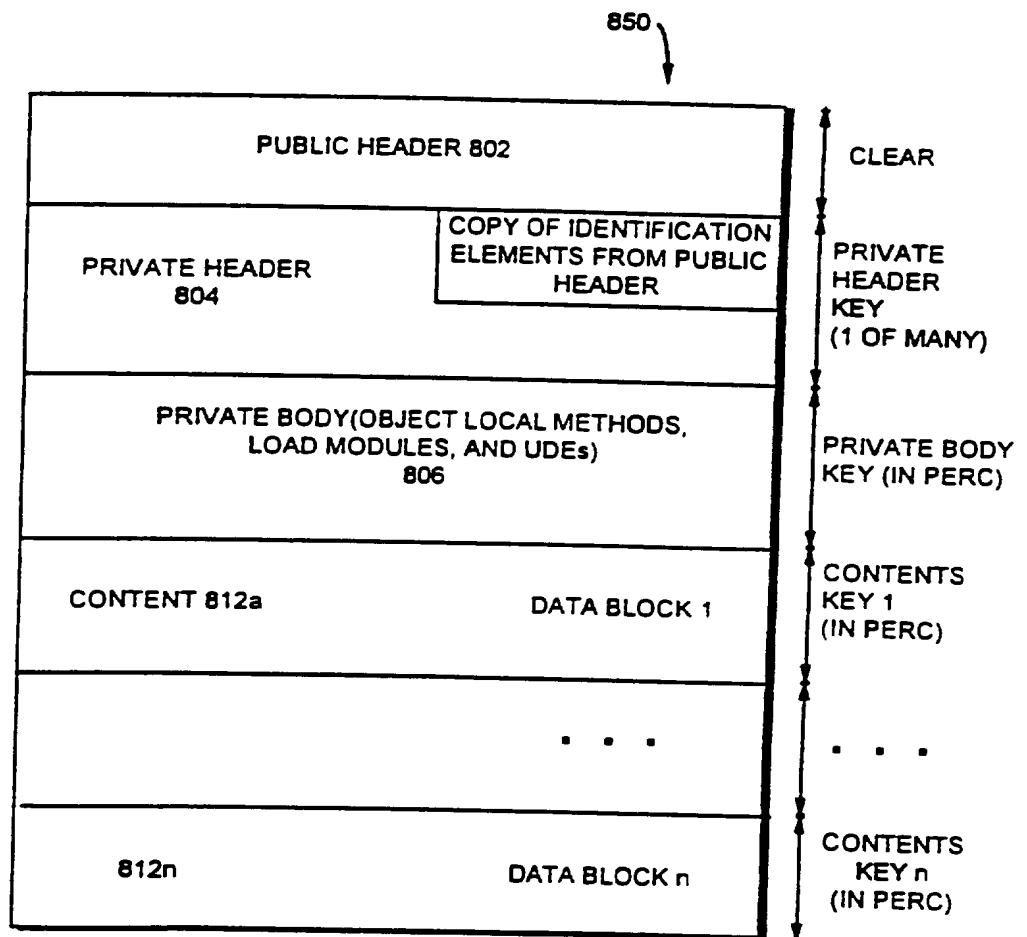 850
PUBLIC HEADER 802
CLEAR
COPY OF IDENTIFICATION
ELEMENTS FROM PUBLIC
HEADER
PRIVATE HEADER
804
PRIVATE
HEADER
KEY
(1 OF MANY)
PRIVATE BODY(OBJECT LOCAL METHODS,
LOAD MODULES, AND UDEs)
806
PRIVATE BODY
KEY (IN PERC)
CONTENT 812a
DATA BLOCK 1
CONTENTS
KEY 1
(IN PERC)
. . .
. . .
812n
DATA BLOCK n
CONTENTS
KEY n
(IN PERC)